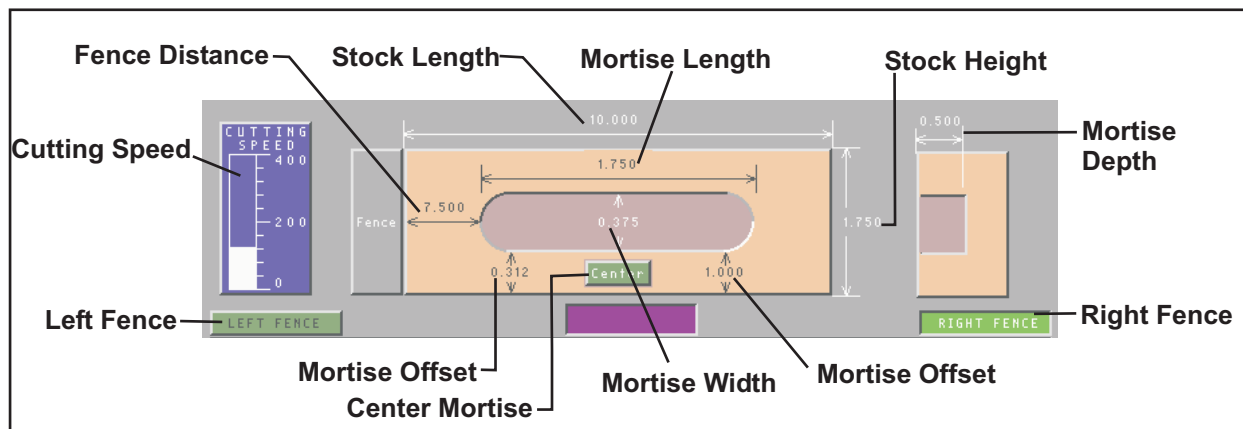 Stock Length
Mortise Length
Fence Distance
Stock Height
10.000
0.500
CUTTING
SPEED
400
Mortise
Depth
Cutting Speed
1.750
7.500
Fence
0.375
1.750
200
0.312
Center
1.000
0
Left Fence
LEFT FENCE
RIGHT FENCE
Right Fence
Mortise Offset
Mortise Width
Mortise Offset
Center Mortise